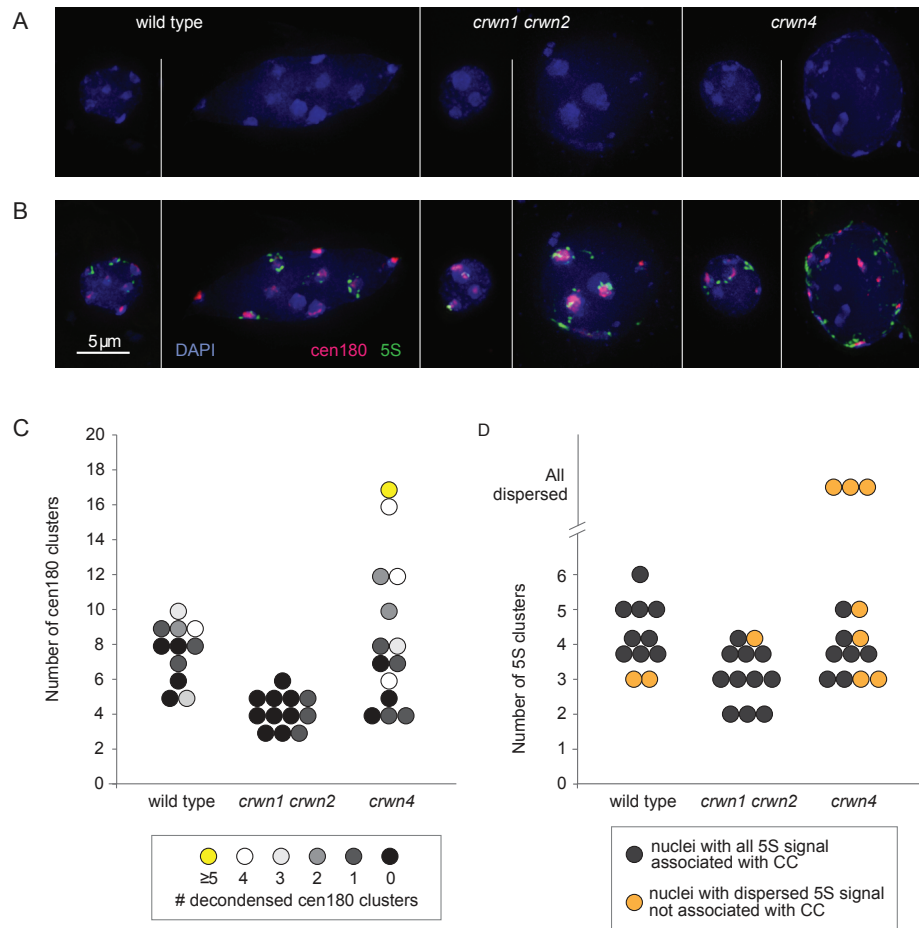 A
wild type
crwn1 crwn2
crwn4
B
5µm
DAPI
cen180 5S
C
Number of cen180 clusters
20
18
16
14
12
10
8
6
4
2
0
wild type
crwn1 crwn2
crwn4
≥5 4 3 2 1 0
# decondensed cen180 clusters
D
Number of 5S clusters
All
dispersed
6
5
4
3
2
1
0
wild type
crwn1 crwn2
crwn4
nuclei with all 5S signal
associated with CC
nuclei with dispersed 5S signal
not associated with CC